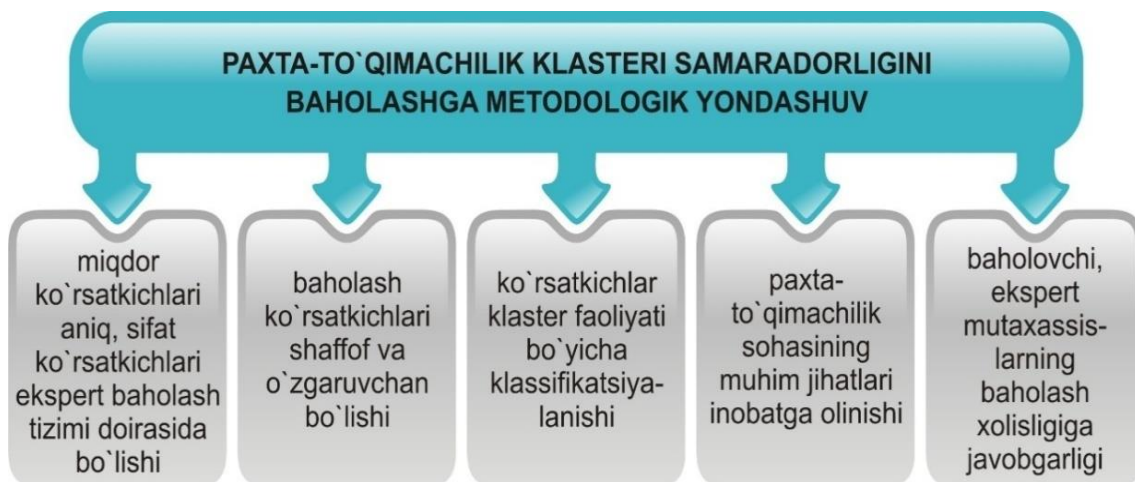 PAXTA-TO`QIMACHILIK KLASTERI SAMARADORLIGINI
BAHOLASHGA METODOLOGIK YONDASHUV
miqdor
ko`rsatkichlari
aniq, sifat
ko`rsatkichlari
ekspert baholash
tizimi doirasida
bo`lishi
baholash
ko`rsatkichlari
shaffof va
o`zgaruvchan
bo`lishi
ko`rsatkichlar
klaster faoliyati
bo`yicha
klassifikatsiya-
lanishi
paxta-
to`qimachilik
sohasining
muhim jihatlari
inobatga olinishi
baholovchi,
ekspert
mutaxassis-
larning
baholash
xolisligiga
javobgarligi